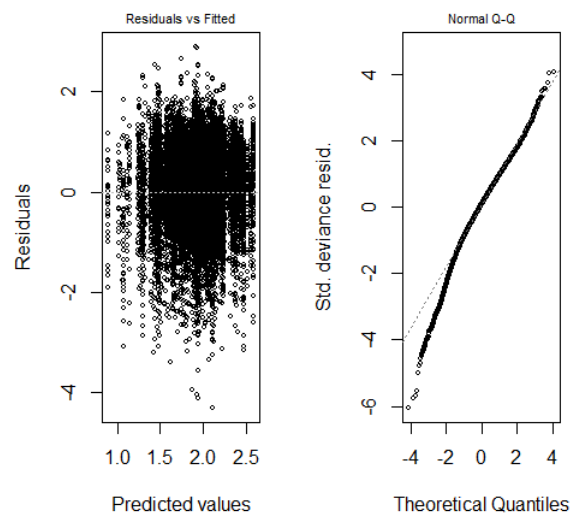 Residuals vs Fitted
Residuals
2
0
-2
-4
1.0 1.5 2.0 2.5
Predicted values
Normal Q-Q
Std. deviance resid.
4
2
0
-2
-4
-6
-4 -2 0 2 4
Theoretical Quantiles